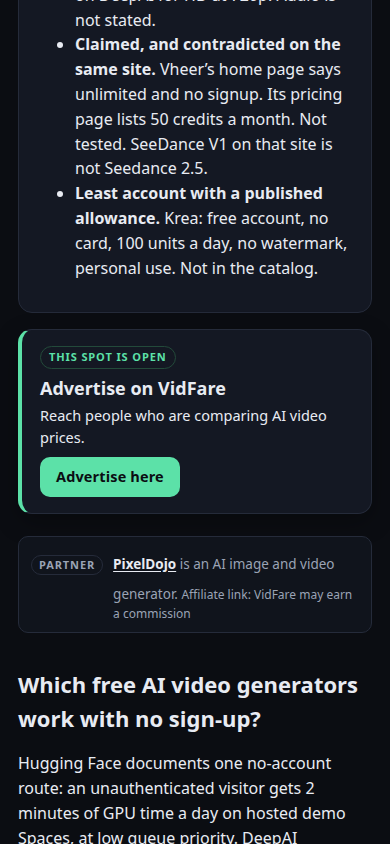 not stated.
Claimed, and contradicted on the
same site. Vheer’s home page says
unlimited and no signup. Its pricing
page lists 50 credits a month. Not
tested. SeeDance V1 on that site is
not Seedance 2.5.
Least account with a published
allowance. Krea: free account, no
card, 100 units a day, no watermark,
personal use. Not in the catalog.
THIS SPOT IS OPEN
Advertise on VidFare
Reach people who are comparing AI video
prices.
Advertise here
PARTNER
PixelDojo is an AI image and video
generator. Affiliate link: VidFare may earn
a commission
Which free AI video generators
work with no sign-up?
Hugging Face documents one no-account
route: an unauthenticated visitor gets 2
minutes of GPU time a day on hosted demo
Spaces, at low queue priority. DeepAI